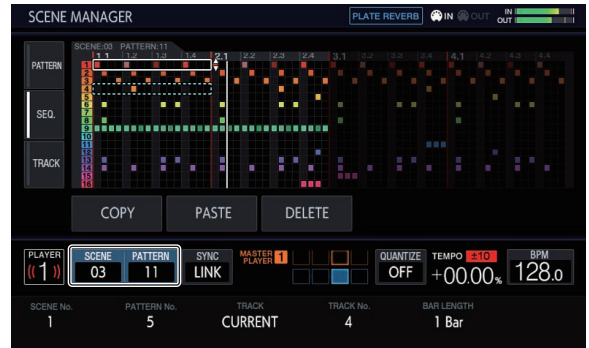 SCENE MANAGER PLATE REVERB IN OUT IN OUT
SCENE:03 PATTERN:11
1.1 1.2 1.3 1.4 2.1 2.2 2.3 2.4 3.1 3.2 3.3 3.4 4.1 4.2 4.3 4.4
PATTERN
SEQ.
TRACK
1
2
3
4
5
6
7
8
9
10
11
12
13
14
15
16
COPY PASTE DELETE
PLAYER SCENE PATTERN SYNC MASTER PLAYER 1 QUANTIZE TEMPO ±10 BPM
1 03 11 LINK OFF +00.00% 128.0
SCENE No. PATTERN No. TRACK TRACK No. BAR LENGTH
1 5 CURRENT 4 1 Bar